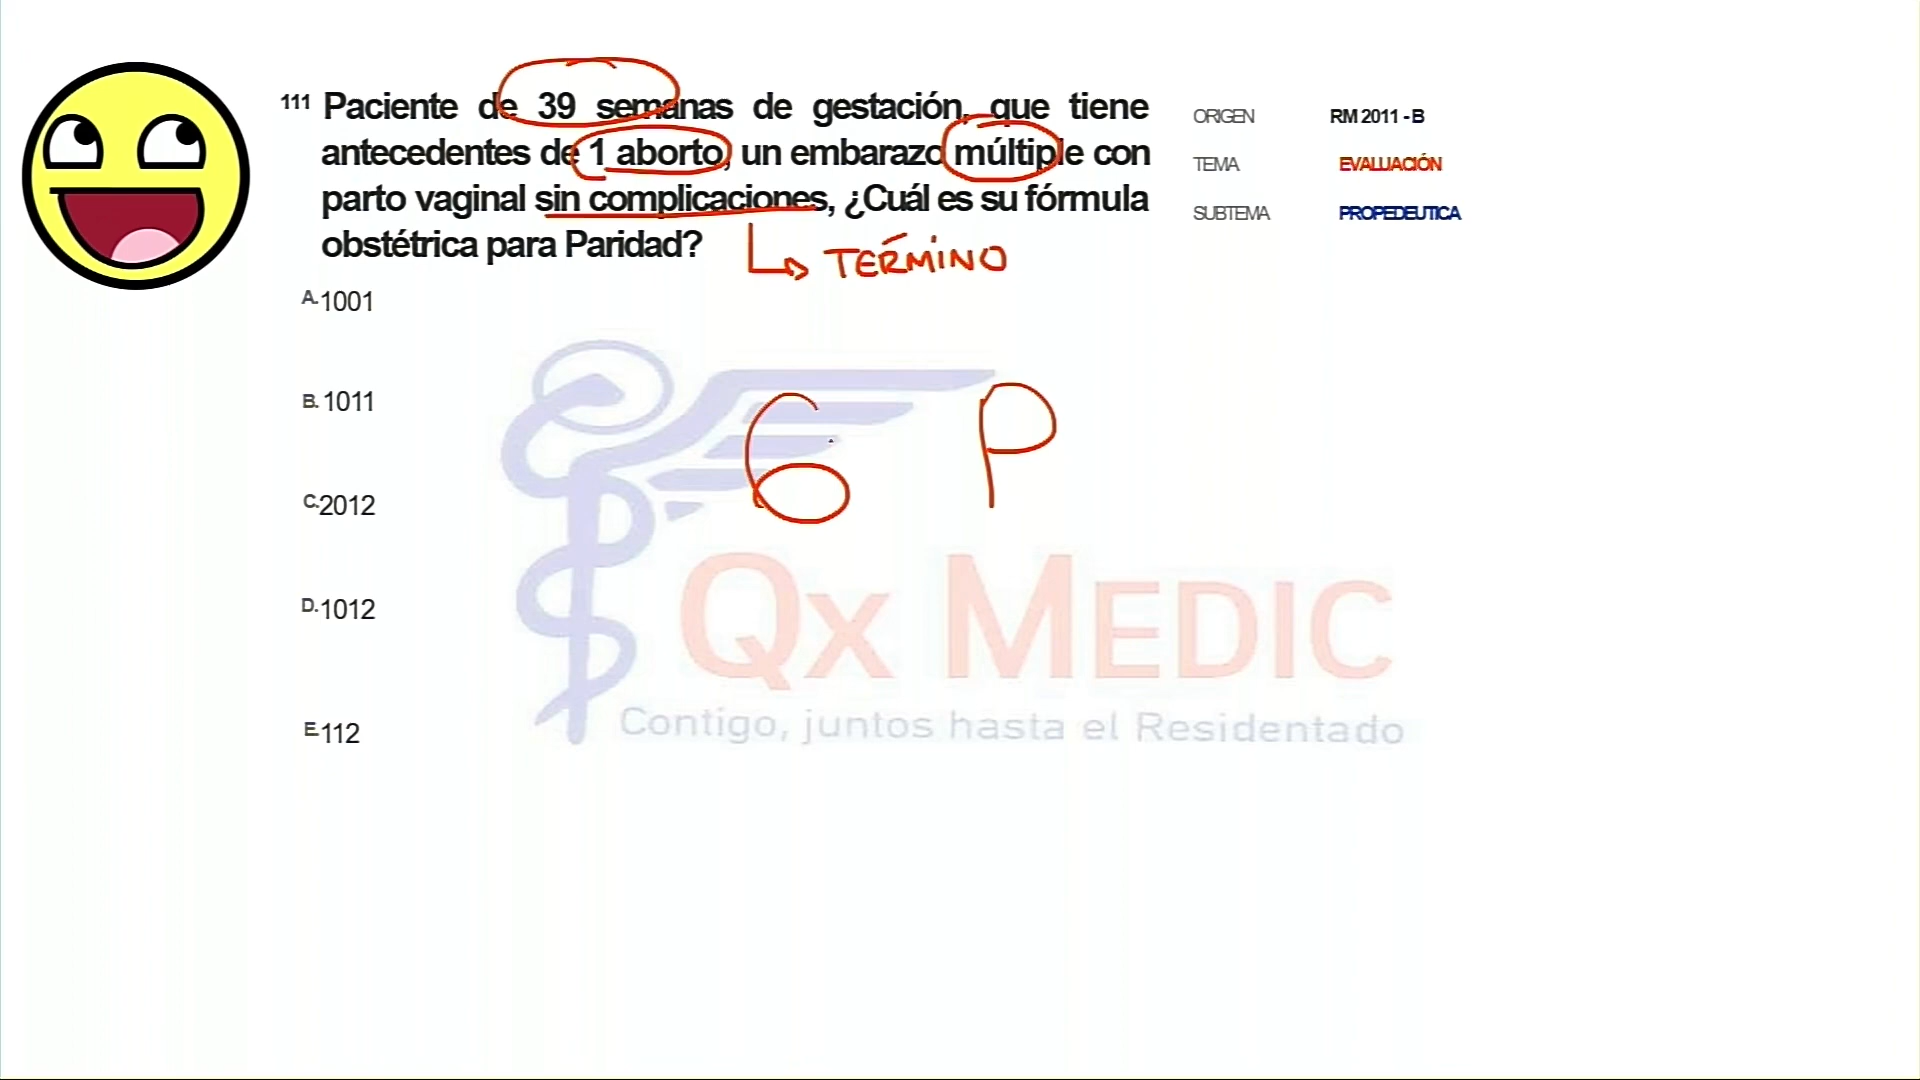 111 Paciente de 39 semanas de gestación, que tiene
antecedentes de 1 aborto, un embarazo múltiple con
parto vaginal sin complicaciones, ¿Cuál es su fórmula
obstétrica para Paridad?
TÉRMINO
ORIGEN RM 2011 - B
TEMA EVALUACIÓN
SUBTEMA PROPEDEUTICA
A. 1001
B. 1011
C. 2012
D. 1012
E. 112
G P
Qx MEDIC
Contigo, juntos hasta el Residentado